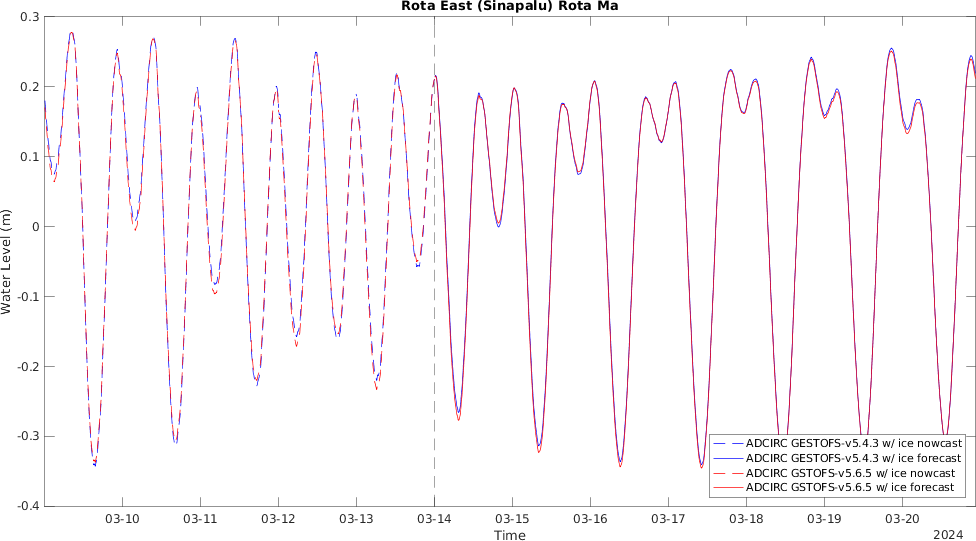 Rota East (Sinapalu) Rota Ma
0.3
0.2
0.1
0
-0.1
-0.2
-0.3
-0.4
Water Level (m)
ADCIRC GESTOFS-v5.4.3 w/ ice nowcast
ADCIRC GESTOFS-v5.4.3 w/ ice forecast
ADCIRC GSTOFS-v5.6.5 w/ ice nowcast
ADCIRC GSTOFS-v5.6.5 w/ ice forecast
03-10 03-11 03-12 03-13 03-14 03-15 03-16 03-17 03-18 03-19 03-20
Time
2024